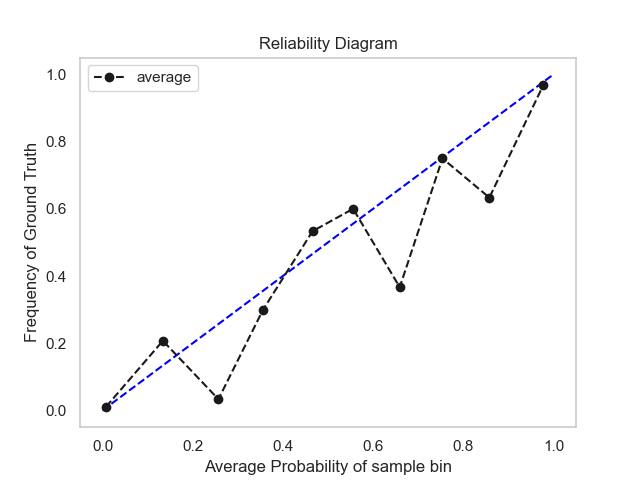 Reliability Diagram
average
Frequency of Ground Truth
1.0
0.8
0.6
0.4
0.2
0.0
0.0 0.2 0.4 0.6 0.8 1.0
Average Probability of sample bin